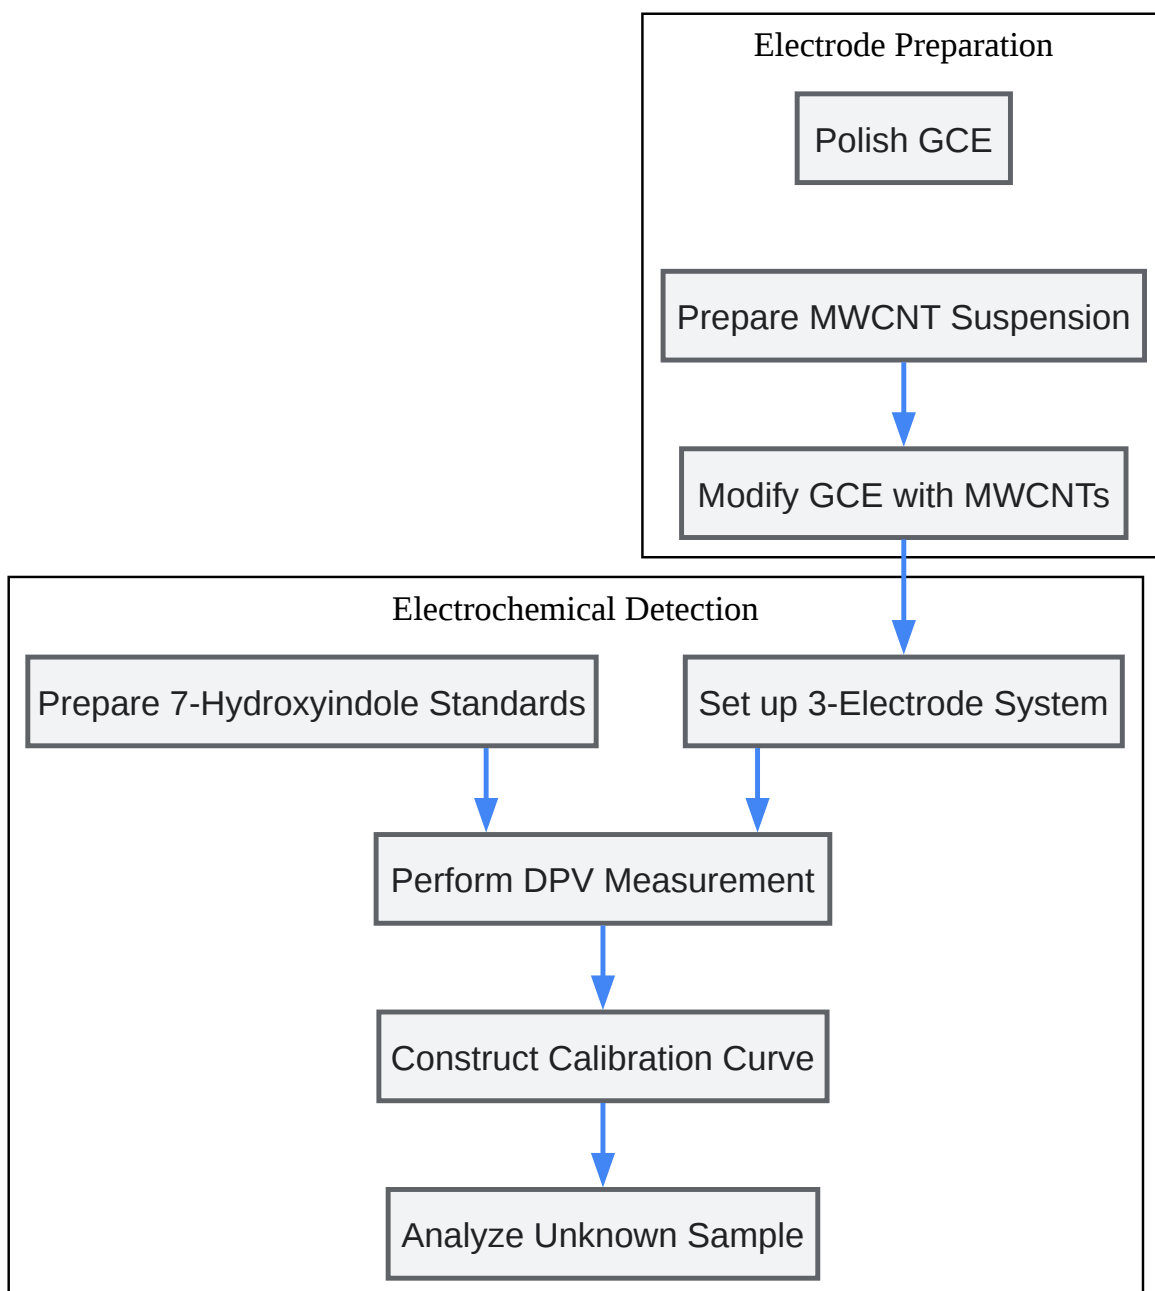 Electrode Preparation
Polish GCE
Prepare MWCNT Suspension
Modify GCE with MWCNTs
Electrochemical Detection
Prepare 7-Hydroxyindole Standards
Set up 3-Electrode System
Perform DPV Measurement
Construct Calibration Curve
Analyze Unknown Sample